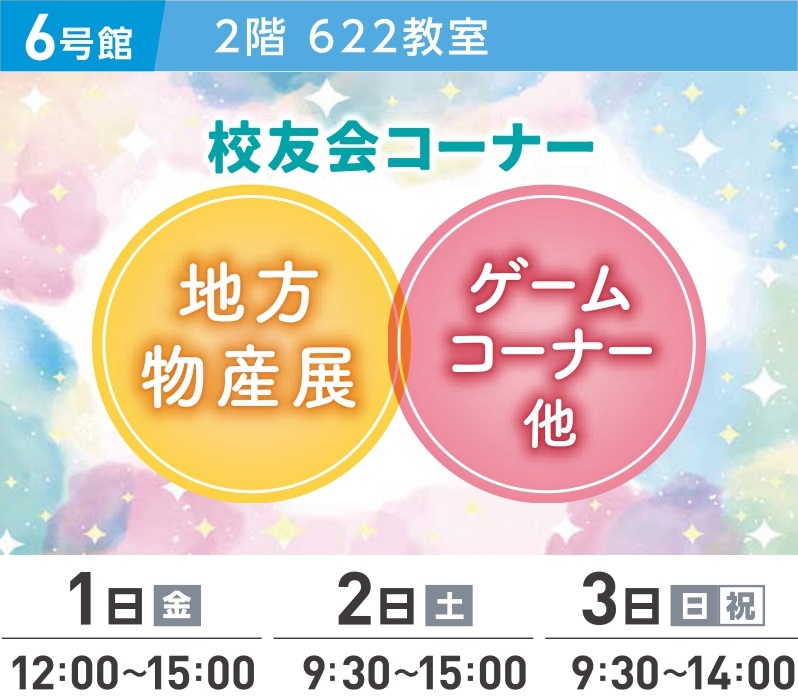 6号館 2階 622教室
校友会コーナー
地方
物産展
ゲーム
コーナー
他
1日 金
12:00~15:00
2日 土
9:30~15:00
3日 日 祝
9:30~14:00